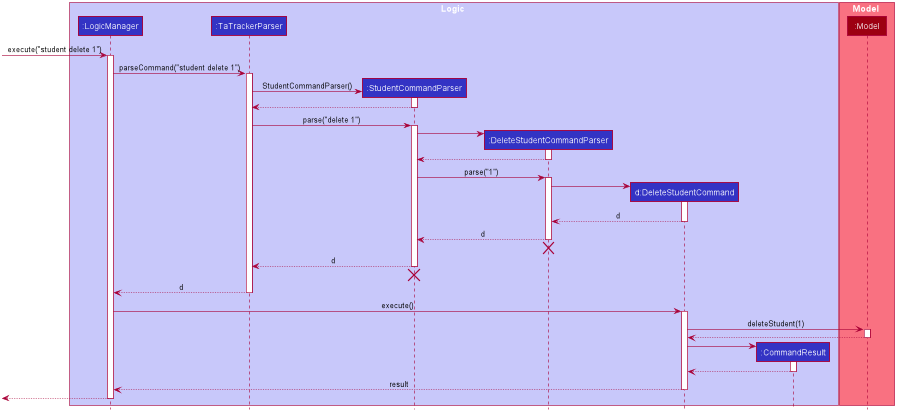 Logic
Model
:LogicManager
:TaTrackerParser
:Model
execute("student delete 1")
parseCommand("student delete 1")
StudentCommandParser()
:StudentCommandParser
parse("delete 1")
:DeleteStudentCommandParser
parse("1")
d:DeleteStudentCommand
d
d
d
d
execute()
deleteStudent(1)
:CommandResult
result